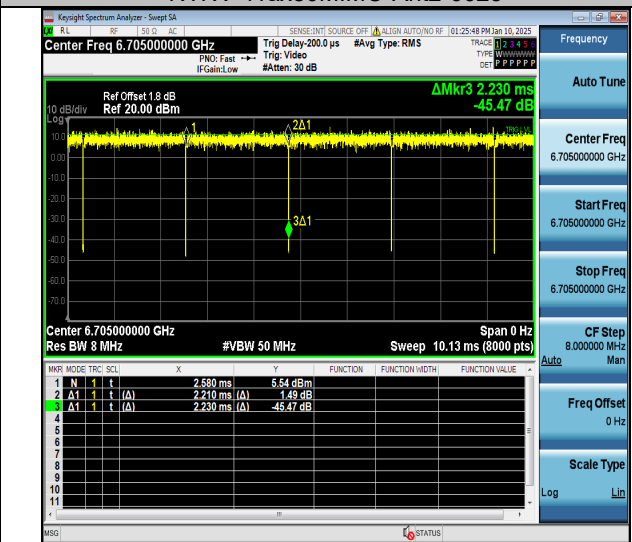 Keysight Spectrum Analyzer - Swept SA
RL RF 50 Ω AC SENSE:INT SOURCE OFF ALIGN AUTO/NO RF 01:25:48 PM Jan 10, 2025
Center Freq 6.705000000 GHz
PNO: Fast
IFGain:Low
Trig Delay-200.0 µs
Trig: Video
#Atten: 30 dB
#Avg Type: RMS
TRACE 1 2 3 4 5 6
TYPE WWWWWW
DET P P P P P P
Ref Offset 1.8 dB
Ref 20.00 dBm
10 dB/div
Log
ΔMkr3 2.230 ms
-45.47 dB
10.0
0.00
-10.0
-20.0
-30.0
-40.0
-50.0
-60.0
-70.0
1
2Δ1
3Δ1
TRIG LVL
Center 6.705000000 GHz Span 0 Hz
Res BW 8 MHz #VBW 50 MHz Sweep 10.13 ms (8000 pts)
MKR MODE TRC SCL X Y FUNCTION FUNCTION WIDTH FUNCTION VALUE
1 N 1 t 2.580 ms 5.54 dBm
2 Δ1 1 t (Δ) 2.210 ms (Δ) 1.49 dB
3 Δ1 1 t (Δ) 2.230 ms (Δ) -45.47 dB
4
5
6
7
8
9
10
11
MSG STATUS
Frequency
Auto Tune
Center Freq
6.705000000 GHz
Start Freq
6.705000000 GHz
Stop Freq
6.705000000 GHz
CF Step
8.000000 MHz
Auto Man
Freq Offset
0 Hz
Scale Type
Log Lin